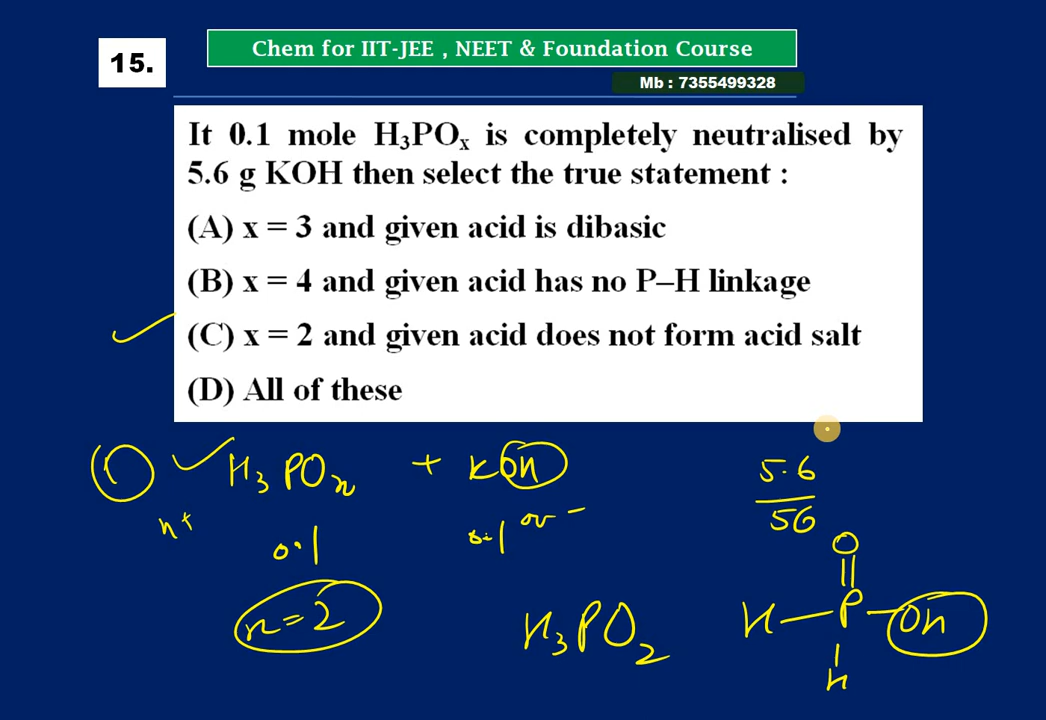 15.
Chem for IIT-JEE , NEET & Foundation Course
Mb : 7355499328
It 0.1 mole H₃POₓ is completely neutralised by
5.6 g KOH then select the true statement :
(A) x = 3 and given acid is dibasic
(B) x = 4 and given acid has no P–H linkage
(C) x = 2 and given acid does not form acid salt
(D) All of these
(1) H₃POₓ + KOH
5.6
56
H+
0.1
0.1
OH-
x=2
H₃PO₂
O
H P OH
H